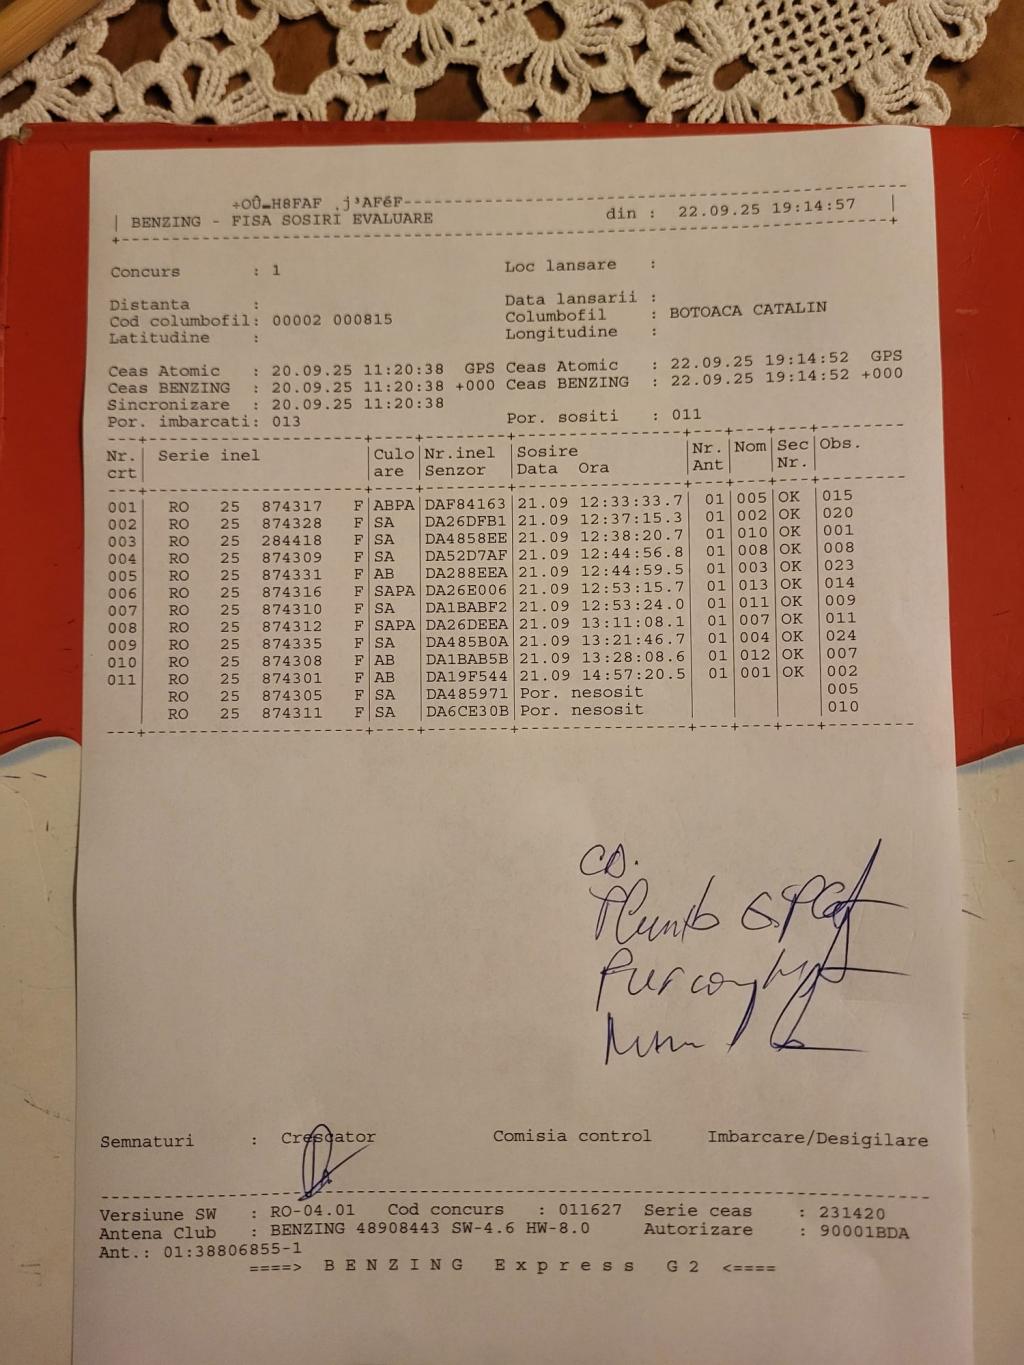 ÷OÛ H8FAF ¸j³AFéF
| BENZING - FISA SOSIRI EVALUARE din : 22.09.25 19:14:57 |
Concurs : 1 Loc lansare :
Distanta : Data lansarii :
Cod columbofil: 00002 000815 Columbofil : BOTOACA CATALIN
Latitudine : Longitudine :
Ceas Atomic : 20.09.25 11:20:38 GPS Ceas Atomic : 22.09.25 19:14:52 GPS
Ceas BENZING : 20.09.25 11:20:38 +000 Ceas BENZING : 22.09.25 19:14:52 +000
Sincronizare : 20.09.25 11:20:38
Por. imbarcati: 013 Por. sositi : 011
Nr. | Serie inel | Culo | Nr.inel | Sosire | Nr. | Nom | Sec | Obs.
crt | | are | Senzor | Data Ora | Ant | | Nr. |
001 | RO 25 874317 F | ABPA | DAF84163 | 21.09 12:33:33.7 | 01 | 005 | OK | 015
002 | RO 25 874328 F | SA | DA26DFB1 | 21.09 12:37:15.3 | 01 | 002 | OK | 020
003 | RO 25 284418 F | SA | DA4858EE | 21.09 12:38:20.7 | 01 | 010 | OK | 001
004 | RO 25 874309 F | SA | DA52D7AF | 21.09 12:44:56.8 | 01 | 008 | OK | 008
005 | RO 25 874331 F | AB | DA288EEA | 21.09 12:44:59.5 | 01 | 003 | OK | 023
006 | RO 25 874316 F | SAPA | DA26E006 | 21.09 12:53:15.7 | 01 | 013 | OK | 014
007 | RO 25 874310 F | SA | DA1BABF2 | 21.09 12:53:24.0 | 01 | 011 | OK | 009
008 | RO 25 874312 F | SAPA | DA26DEEA | 21.09 13:11:08.1 | 01 | 007 | OK | 011
009 | RO 25 874335 F | SA | DA485B0A | 21.09 13:21:46.7 | 01 | 004 | OK | 024
010 | RO 25 874308 F | AB | DA1BAB5B | 21.09 13:28:08.6 | 01 | 012 | OK | 007
011 | RO 25 874301 F | AB | DA19F544 | 21.09 14:57:20.5 | 01 | 001 | OK | 002
RO 25 874305 F | SA | DA485971 | Por. nesosit | | | | 005
RO 25 874311 F | SA | DA6CE30B | Por. nesosit | | | | 010
Semnaturi : Crescator Comisia control Imbarcare/Desigilare
Versiune SW : RO-04.01 Cod concurs : 011627 Serie ceas : 231420
Antena Club : BENZING 48908443 SW-4.6 HW-8.0 Autorizare : 90001BDA
Ant.: 01:38806855-1
====> B E N Z I N G E x p r e s s G 2 <====